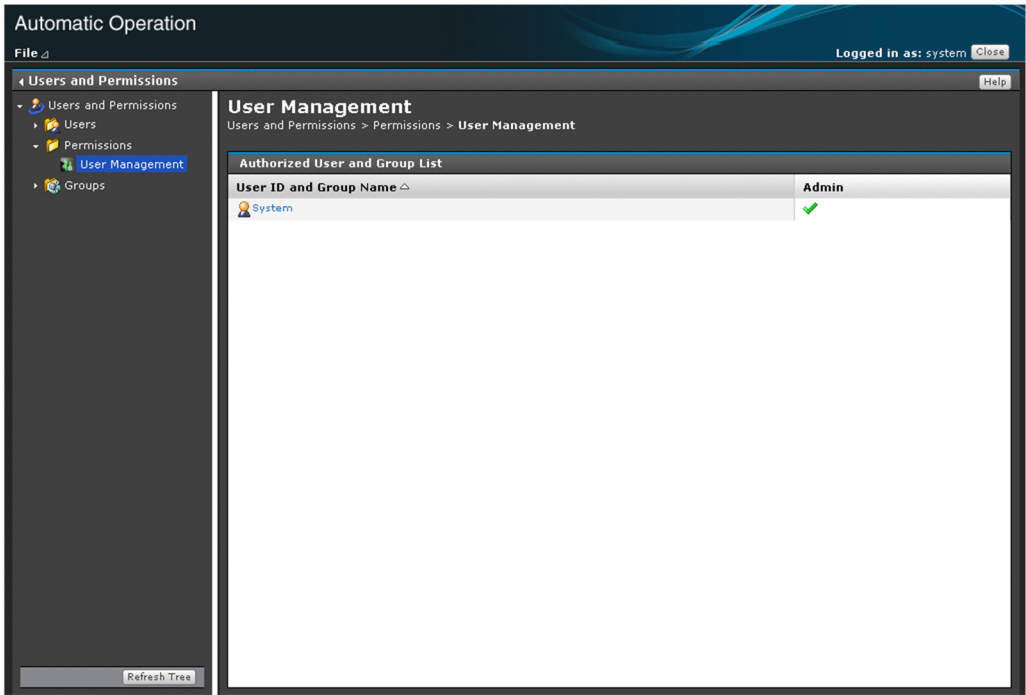 Automatic Operation
File
Logged in as: system Close
Users and Permissions
Help
Users and Permissions
Users
Permissions
User Management
Groups
Refresh Tree
User Management
Users and Permissions > Permissions > User Management
Authorized User and Group List
User ID and Group Name Admin
System